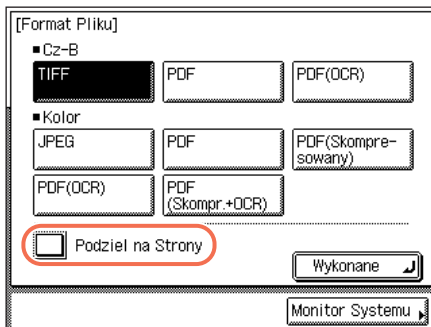 [Format Pliku]
■Cz-B
TIFF PDF PDF(OCR)
■Kolor
JPEG PDF PDF(Skompre-
sowany)
PDF(OCR) PDF
(Skompr.+OCR)
Podziel na Strony
Wykonane
Monitor Systemu